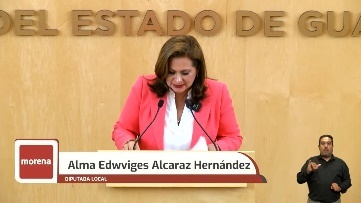 DEL ESTADO DE GUA
morena
Alma Edwviges Alcaraz Hernández
DIPUTADA LOCAL